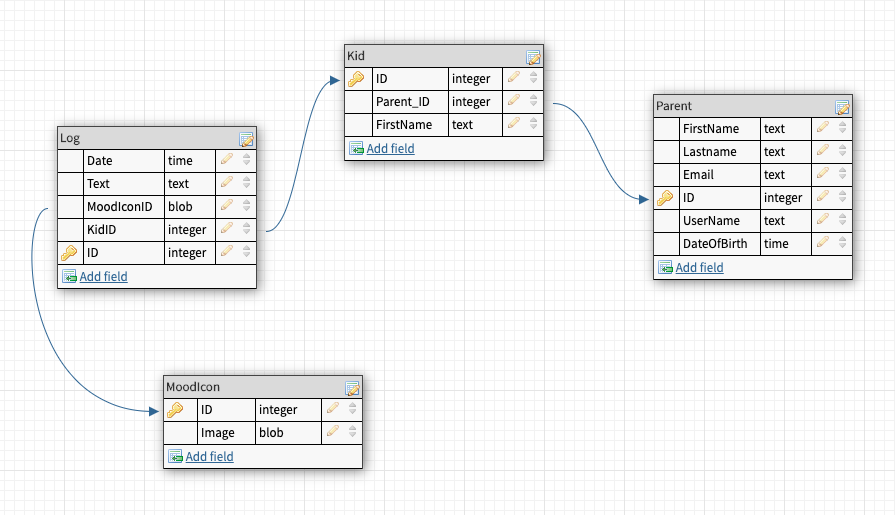 Kid
ID integer
Parent_ID integer
FirstName text
Add field
Parent
FirstName text
Lastname text
Email text
ID integer
UserName text
DateOfBirth time
Add field
Log
Date time
Text text
MoodIconID blob
KidID integer
ID integer
Add field
MoodIcon
ID integer
Image blob
Add field